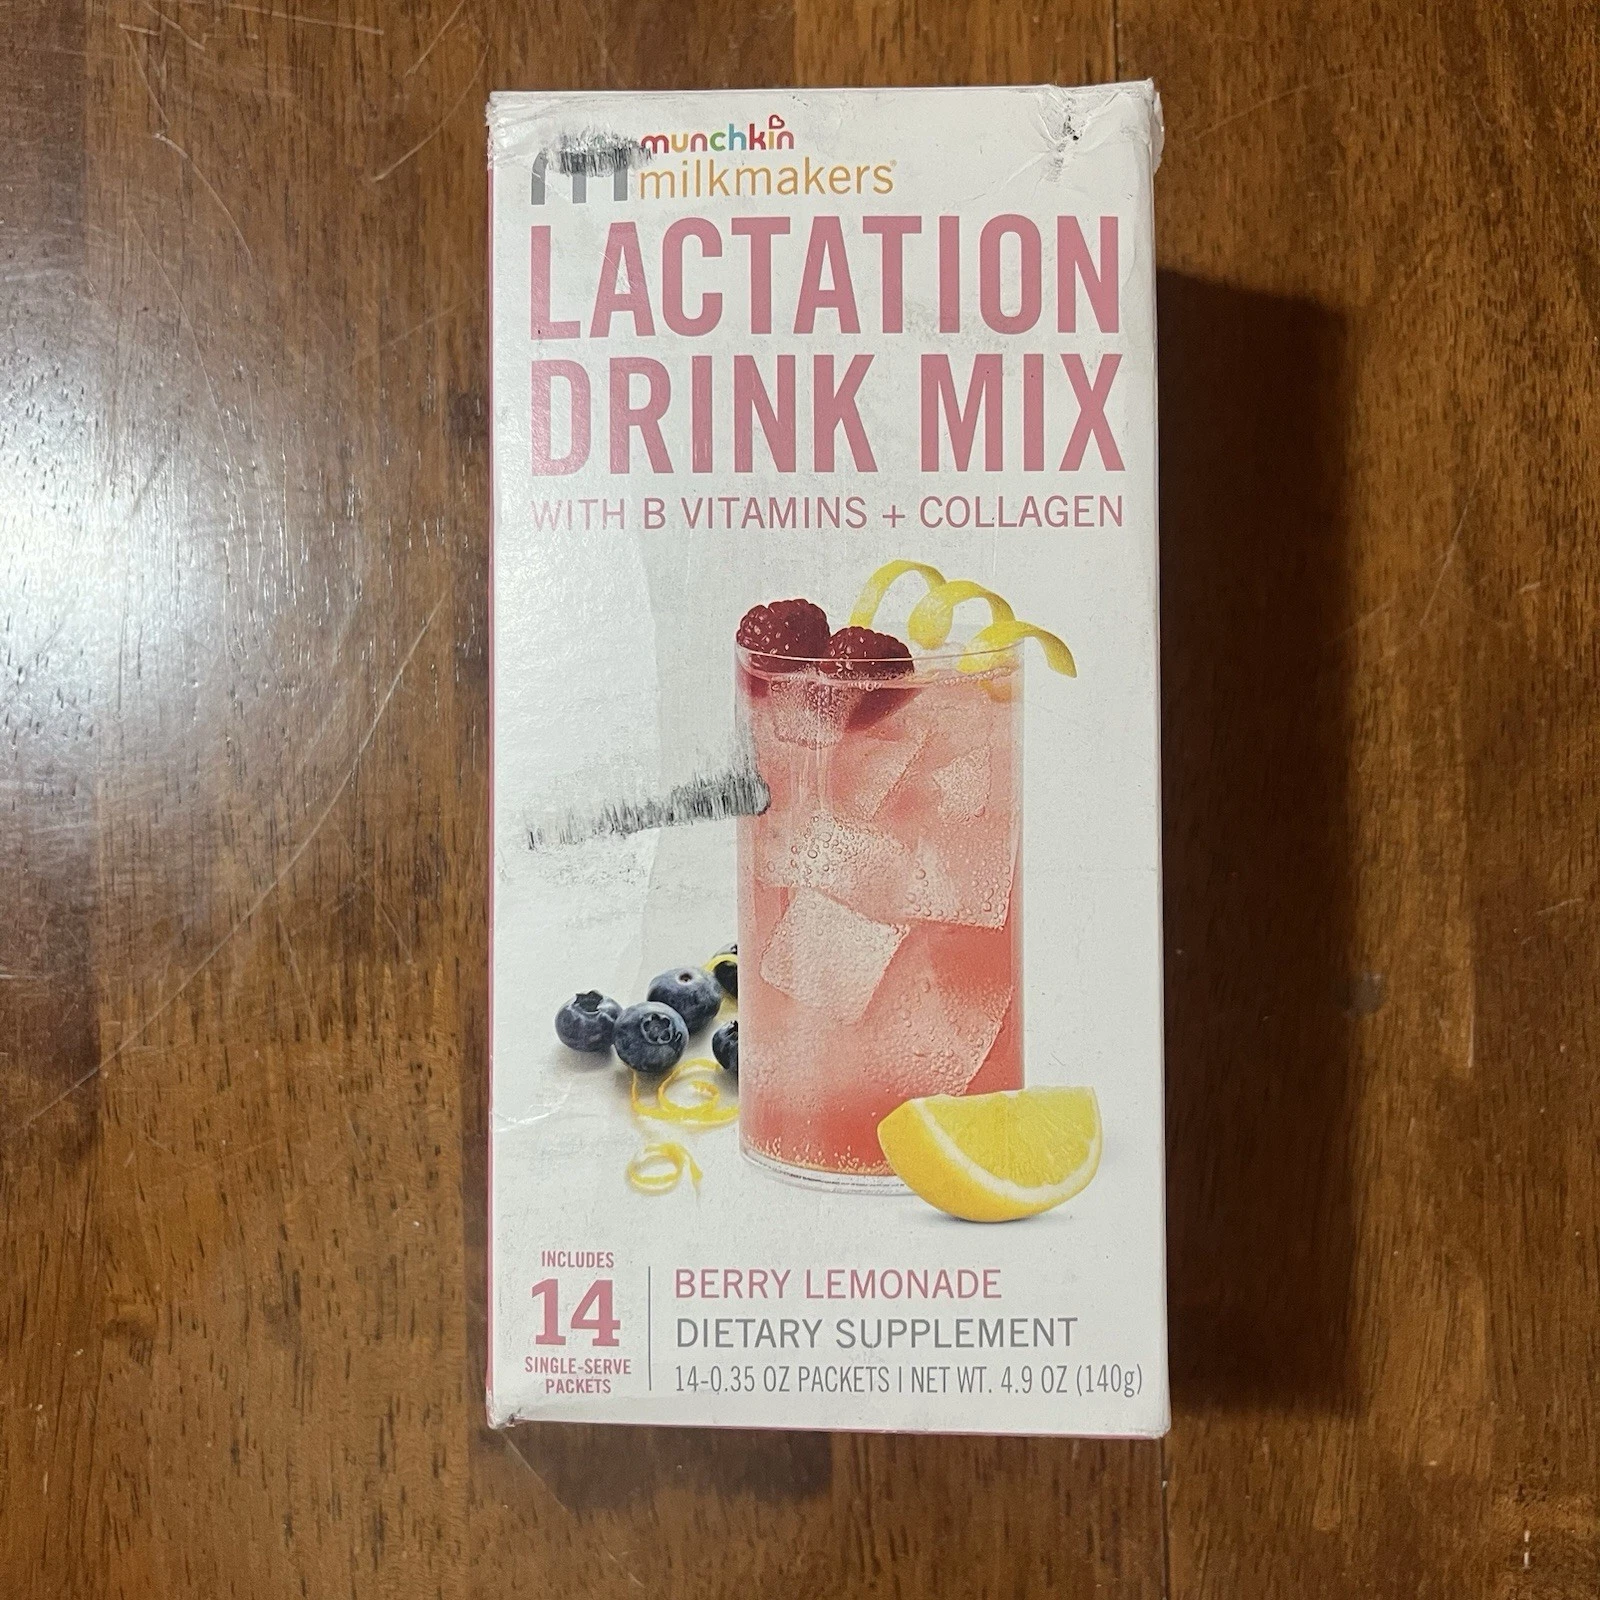 munchkin
milkmakers®
LACTATION
DRINK MIX
WITH B VITAMINS + COLLAGEN
INCLUDES
14
SINGLE-SERVE
PACKETS
BERRY LEMONADE
DIETARY SUPPLEMENT
14-0.35 OZ PACKETS | NET WT. 4.9 OZ (140g)